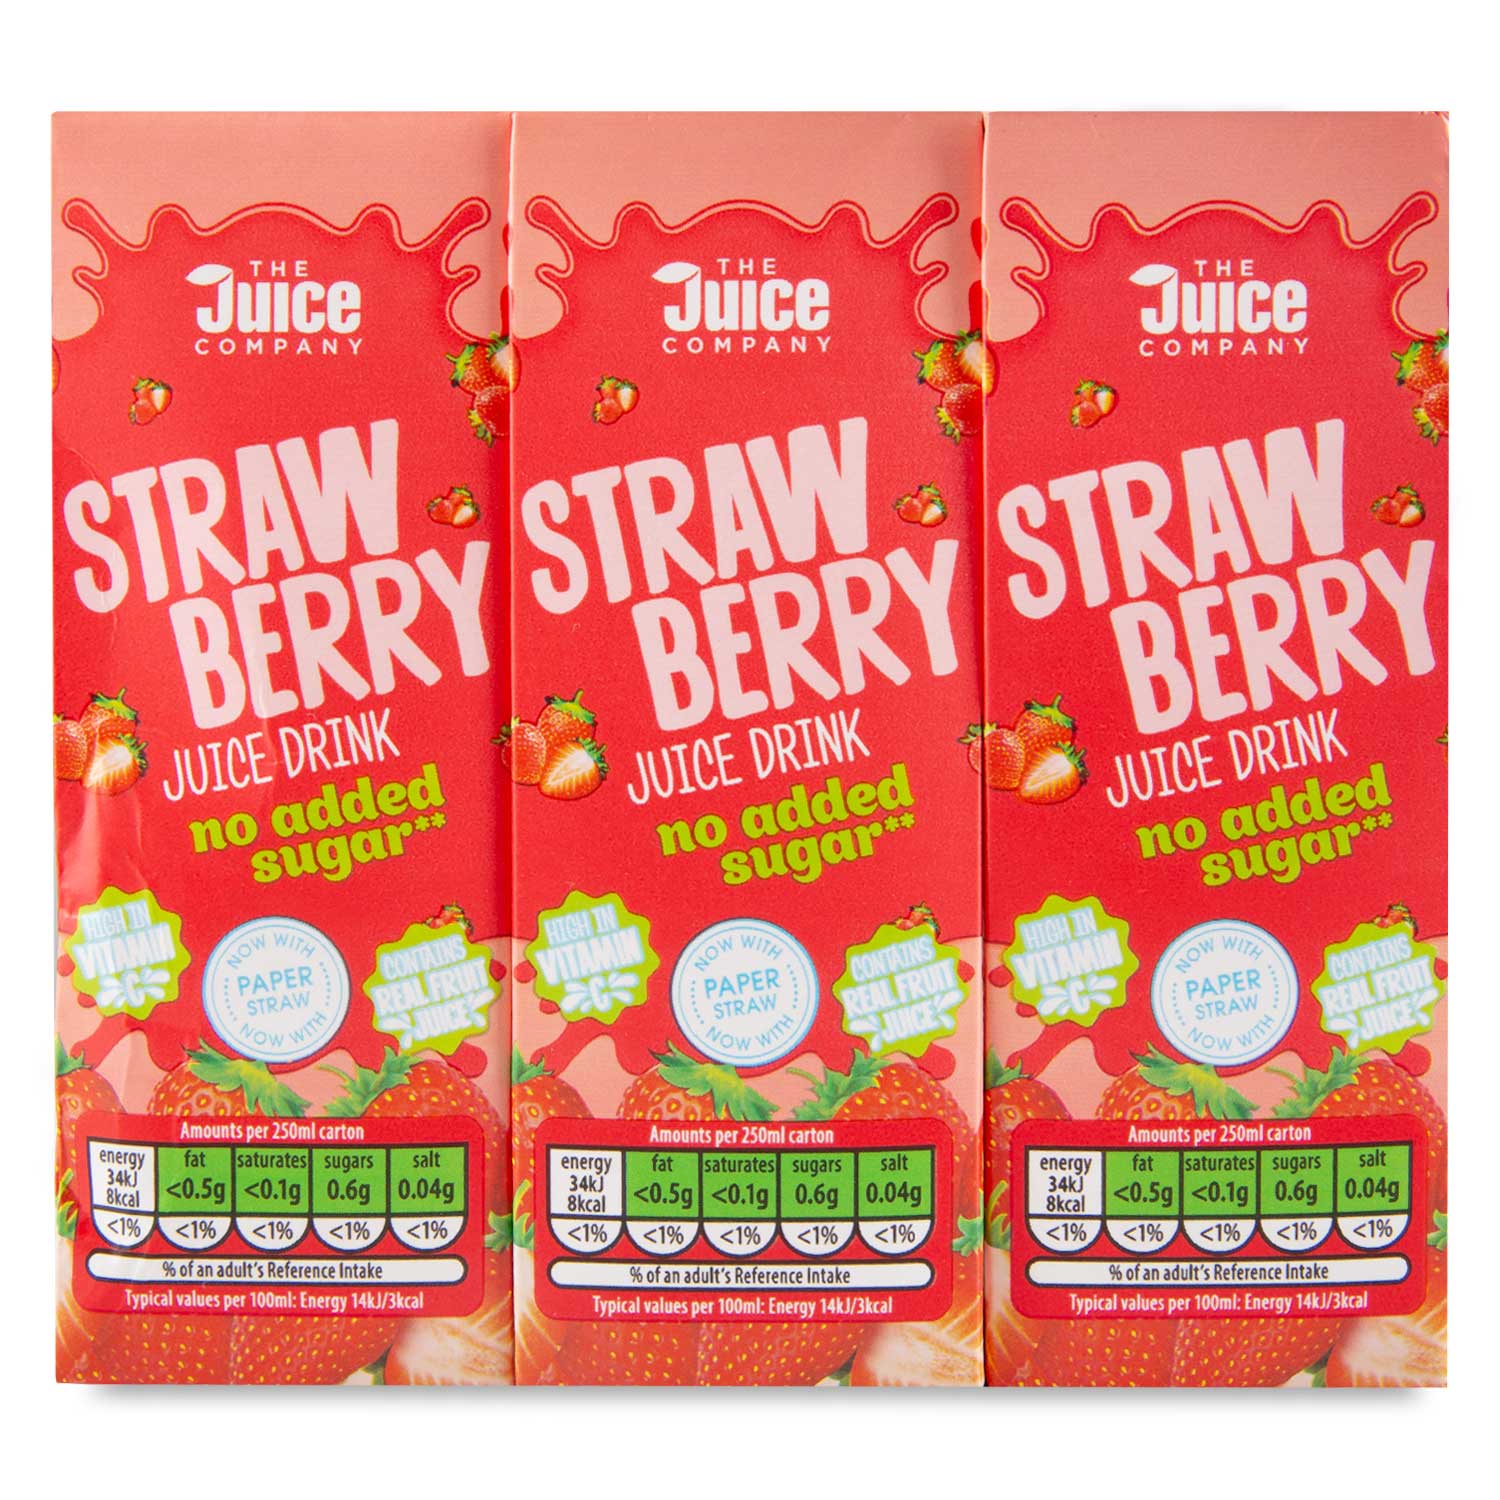 THE
Juice
COMPANY
STRAW
BERRY
JUICE DRINK
no added
sugar**
HIGH IN
VITAMIN
C
NOW WITH
PAPER
STRAW
NOW WITH
CONTAINS
REAL FRUIT
JUICE
Amounts per 250ml carton
energy 34kJ 8kcal <1%
fat <0.5g <1%
saturates <0.1g <1%
sugars 0.6g <1%
salt 0.04g <1%
% of an adult's Reference Intake
Typical values per 100ml: Energy 14kJ/3kcal
THE
Juice
COMPANY
STRAW
BERRY
JUICE DRINK
no added
sugar**
HIGH IN
VITAMIN
C
NOW WITH
PAPER
STRAW
NOW WITH
CONTAINS
REAL FRUIT
JUICE
Amounts per 250ml carton
energy 34kJ 8kcal <1%
fat <0.5g <1%
saturates <0.1g <1%
sugars 0.6g <1%
salt 0.04g <1%
% of an adult's Reference Intake
Typical values per 100ml: Energy 14kJ/3kcal
THE
Juice
COMPANY
STRAW
BERRY
JUICE DRINK
no added
sugar**
HIGH IN
VITAMIN
C
NOW WITH
PAPER
STRAW
NOW WITH
CONTAINS
REAL FRUIT
JUICE
Amounts per 250ml carton
energy 34kJ 8kcal <1%
fat <0.5g <1%
saturates <0.1g <1%
sugars 0.6g <1%
salt 0.04g <1%
% of an adult's Reference Intake
Typical values per 100ml: Energy 14kJ/3kcal